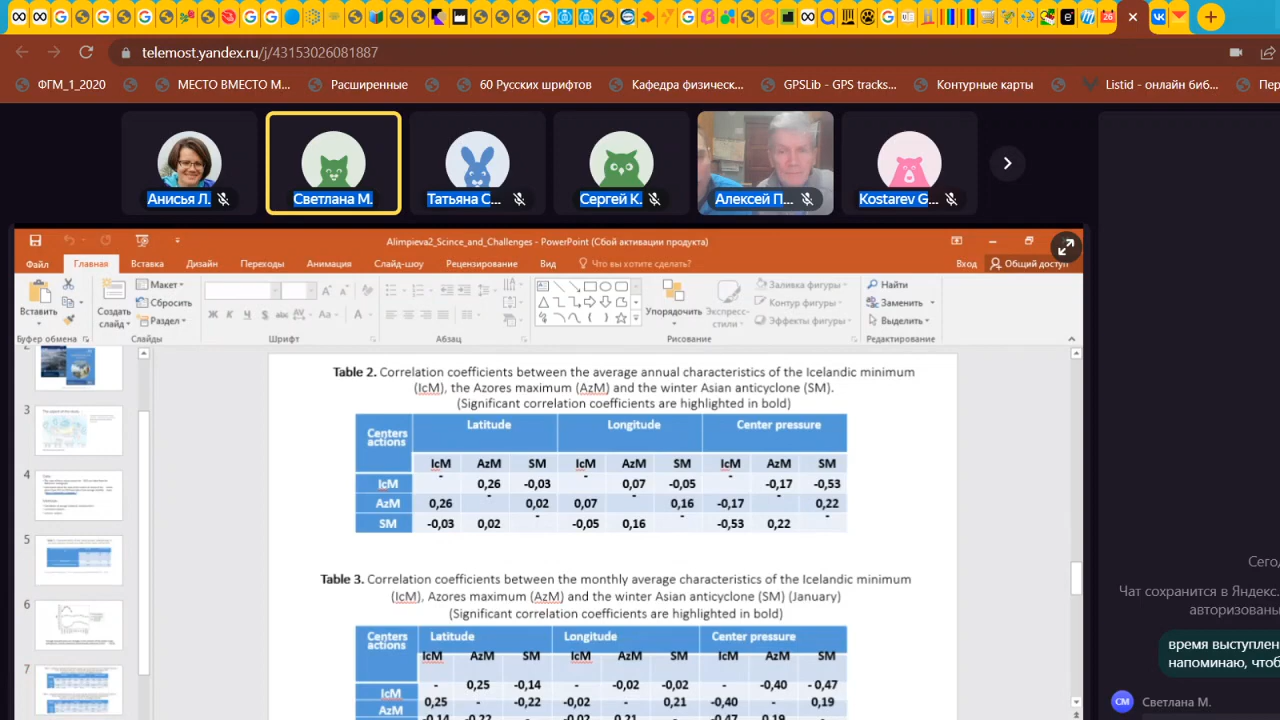 26
telemost.yandex.ru/j/43153026081887
ФГМ_1_2020 МЕСТО ВМЕСТО М... Расширенные 60 Русских шрифтов Кафедра физическ... GPSLib - GPS tracks... Контурные карты Listid - онлайн биб... Пер
Анисья Л. Светлана М. Татьяна С... Сергей К. Алексей П... Kostarev G...
Alimpieva2_Scince_and_Challenges - PowerPoint (Сбой активации продукта)
Файл Главная Вставка Дизайн Переходы Анимация Слайд-шоу Рецензирование Вид Что вы хотите сделать? Вход Общий доступ
Вставить Создать слайд Макет Сбросить Раздел Ж К Ч S abc AV Aa A Упорядочить Экспресс-стили Заливка фигуры Контур фигуры Эффекты фигуры Найти Заменить Выделить
Буфер обмена Слайды Шрифт Абзац Рисование Редактирование
2
3
4
5
6
7
Table 2. Correlation coefficients between the average annual characteristics of the Icelandic minimum
(IcM), the Azores maximum (AzM) and the winter Asian anticyclone (SM).
(Significant correlation coefficients are highlighted in bold)
Centers actions Latitude Longitude Center pressure
IcM AzM SM IcM AzM SM IcM AzM SM
IcM - 0,26 -0,03 - 0,07 -0,05 - -0,17 -0,53
AzM 0,26 - 0,02 0,07 - 0,16 -0,17 - 0,22
SM -0,03 0,02 - -0,05 0,16 - -0,53 0,22 -
Table 3. Correlation coefficients between the monthly average characteristics of the Icelandic minimum
(IcM), Azores maximum (AzM) and the winter Asian anticyclone (SM) (January)
(Significant correlation coefficients are highlighted in bold)
Centers actions Latitude Longitude Center pressure
IcM AzM SM IcM AzM SM IcM AzM SM
IcM - 0,25 -0,14 - -0,02 -0,02 - -0,40 0,47
AzM 0,25 - -0,22 -0,02 - 0,21 -0,40 - 0,19
Сегод
Чат сохранится в Яндекс.
авторизованы
время выступлен
напоминаю, чтоб
СМ Светлана М.